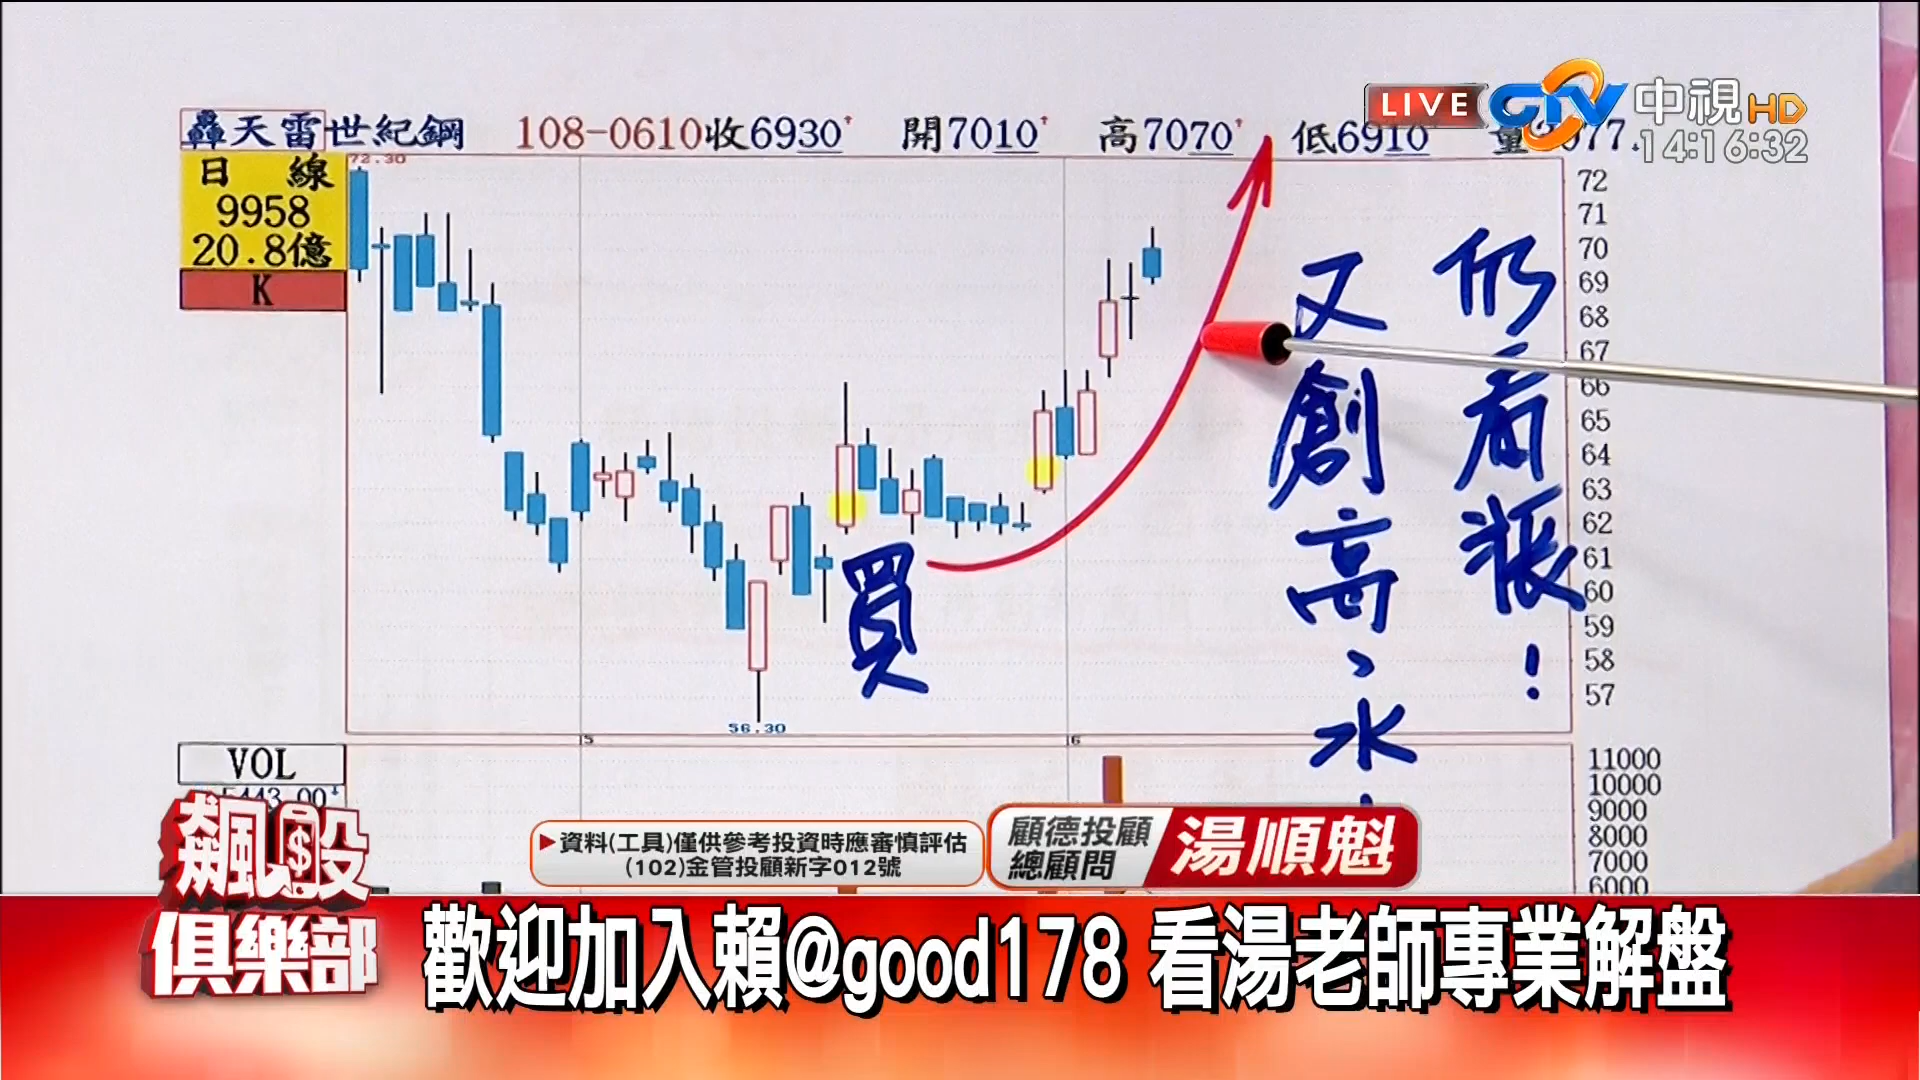 LIVE CTV 中視HD
14:16:32
轟天雷世紀鋼 108-0610收6930↑ 開7010↑ 高7070↑ 低6910↑
日線
9958
20.8億
K
72.30
72
71
70
69
68
67
66
65
64
63
62
61
60
59
58
57
仍看漲!
又創高、水
買
56.30
5
6
VOL
11000
10000
9000
8000
7000
6000
飆股俱樂部
▶資料(工具)僅供參考投資時應審慎評估
(102)金管投顧新字012號
顧德投顧
總顧問
湯順魁
歡迎加入賴@good178 看湯老師專業解盤